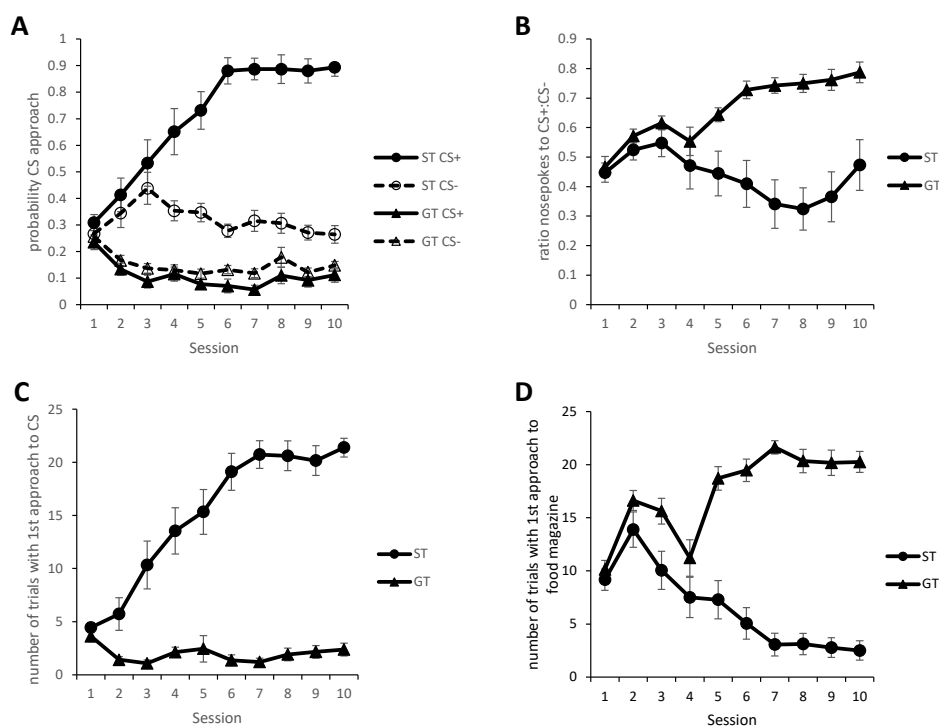 A
probability CS approach
1
0.9
0.8
0.7
0.6
0.5
0.4
0.3
0.2
0.1
0
1 2 3 4 5 6 7 8 9 10
Session
ST CS+
ST CS-
GT CS+
GT CS-
B
ratio nosepokes to CS+:CS-
0.9
0.8
0.7
0.6
0.5
0.4
0.3
0.2
0.1
0
1 2 3 4 5 6 7 8 9 10
Session
ST
GT
C
number of trials with 1st approach to CS
25
20
15
10
5
0
1 2 3 4 5 6 7 8 9 10
Session
ST
GT
D
number of trials with 1st approach to
food magazine
25
20
15
10
5
0
1 2 3 4 5 6 7 8 9 10
Session
ST
GT